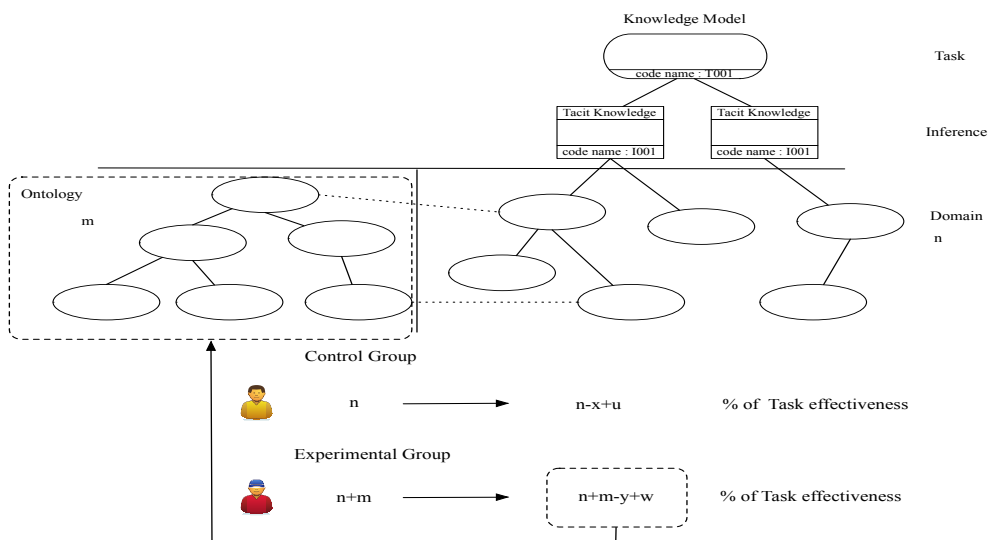 Knowledge Model
Task
code name : T001
Tacit Knowledge
Tacit Knowledge
Inference
code name : I001
code name : I001
Ontology
m
Domain
n
Control Group
n
n-x+u
% of Task effectiveness
Experimental Group
n+m
n+m-y+w
% of Task effectiveness